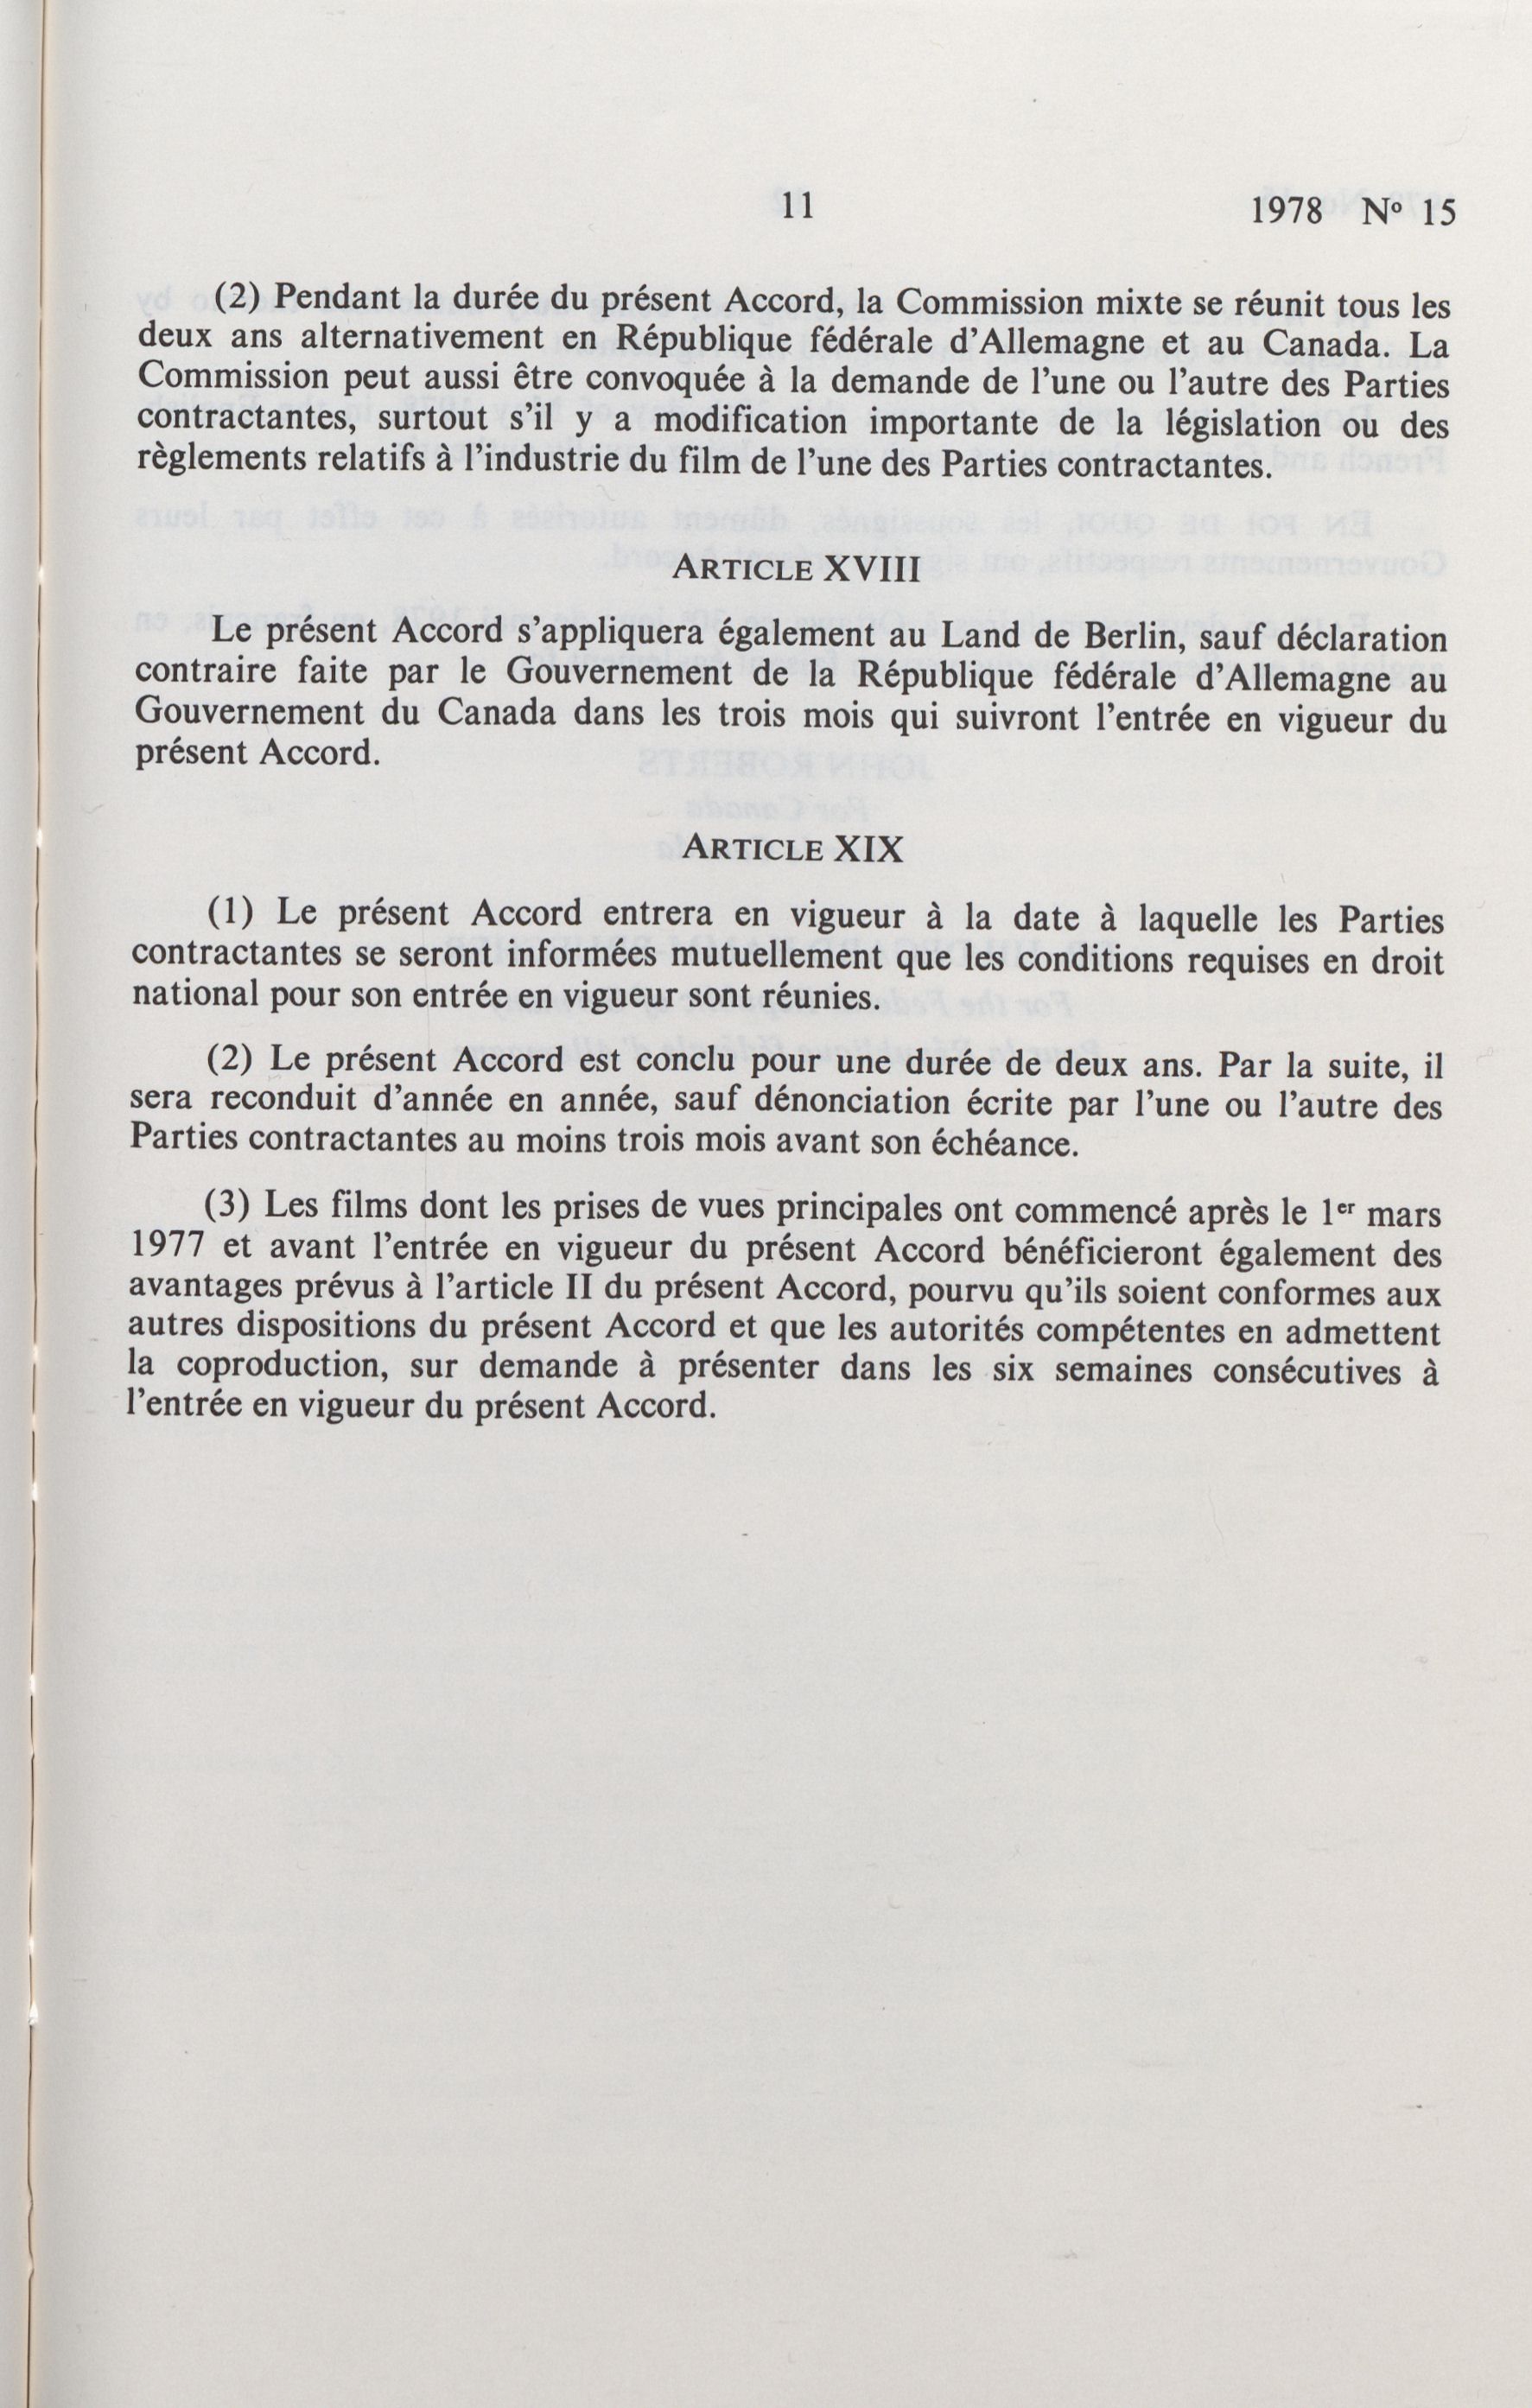 11
1978 Nº 15
(2) Pendant la durée du présent Accord, la Commission mixte se réunit tous les
deux ans alternativement en République fédérale d'Allemagne et au Canada. La
Commission peut aussi être convoquée à la demande de l'une ou l'autre des Parties
contractantes, surtout s'il y a modification importante de la législation ou des
règlements relatifs à l'industrie du film de l'une des Parties contractantes.
ARTICLE XVIII
Le présent Accord s'appliquera également au Land de Berlin, sauf déclaration
contraire faite par le Gouvernement de la République fédérale d'Allemagne au
Gouvernement du Canada dans les trois mois qui suivront l'entrée en vigueur du
présent Accord.
ARTICLE XIX
(1) Le présent Accord entrera en vigueur à la date à laquelle les Parties
contractantes se seront informées mutuellement que les conditions requises en droit
national pour son entrée en vigueur sont réunies.
(2) Le présent Accord est conclu pour une durée de deux ans. Par la suite, il
sera reconduit d'année en année, sauf dénonciation écrite par l'une ou l'autre des
Parties contractantes au moins trois mois avant son échéance.
(3) Les films dont les prises de vues principales ont commencé après le 1er mars
1977 et avant l'entrée en vigueur du présent Accord bénéficieront également des
avantages prévus à l'article II du présent Accord, pourvu qu'ils soient conformes aux
autres dispositions du présent Accord et que les autorités compétentes en admettent
la coproduction, sur demande à présenter dans les six semaines consécutives à
l'entrée en vigueur du présent Accord.